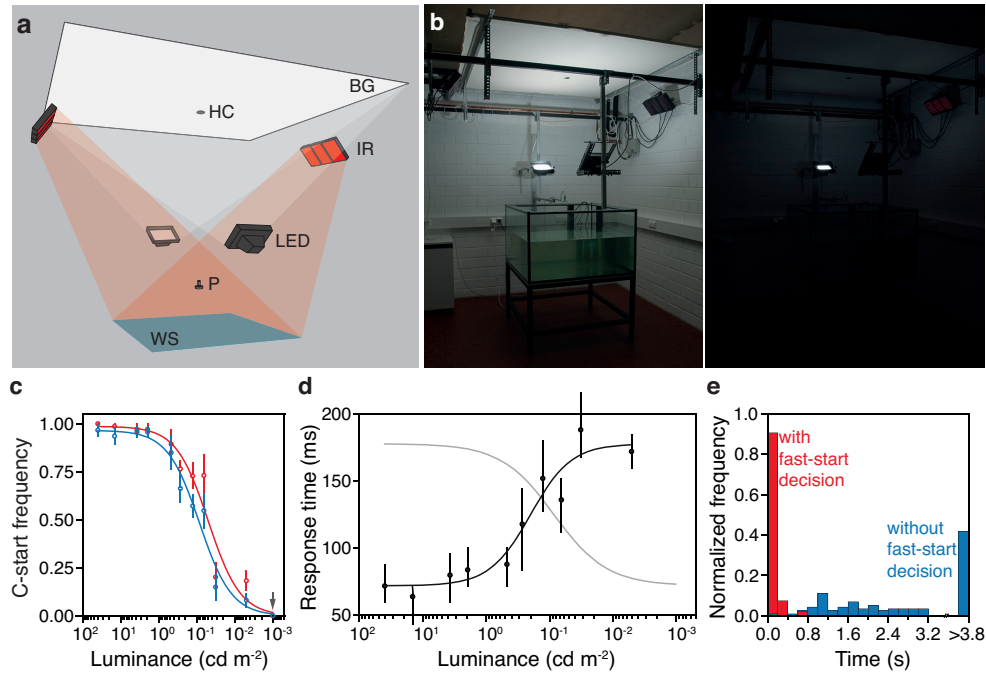 a
BG
HC
IR
LED
P
WS
b
c
C-start frequency
1.00
0.75
0.50
0.25
0.00
10² 10¹ 10⁰ 10⁻¹ 10⁻² 10⁻³
Luminance (cd m⁻²)
d
Response time (ms)
200
150
100
50
10² 10¹ 10⁰ 10⁻¹ 10⁻² 10⁻³
Luminance (cd m⁻²)
e
Normalized frequency
1.0
0.8
0.6
0.4
0.2
0.0
with
fast-start
decision
without
fast-start
decision
0.0 0.8 1.6 2.4 3.2 >3.8
Time (s)